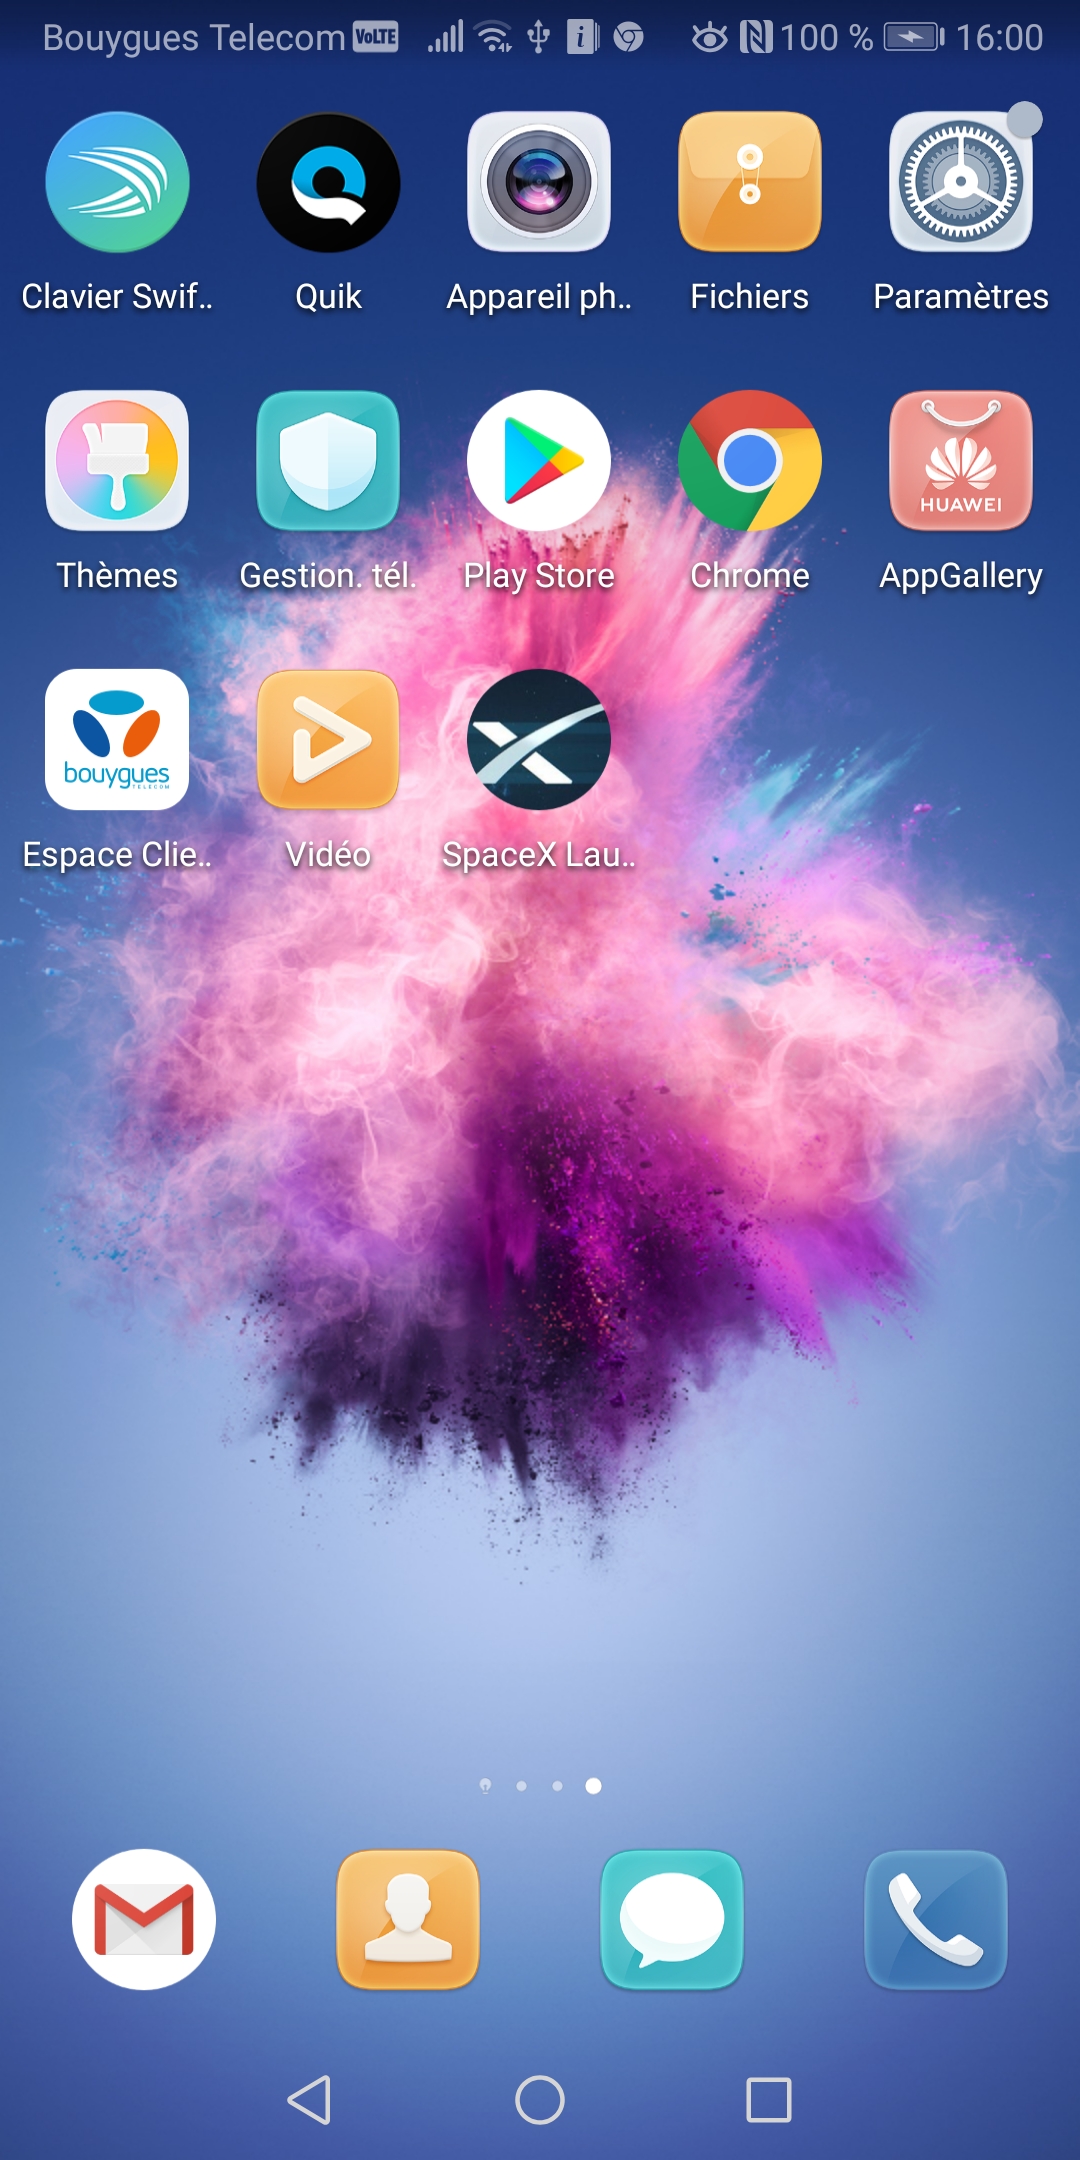 Bouygues Telecom VoLTE 100 % 16:00
Clavier Swif.. Quik Appareil ph.. Fichiers Paramètres
HUAWEI
Thèmes Gestion. tél. Play Store Chrome AppGallery
bouygues
TELECOM
Espace Clie.. Vidéo SpaceX Lau..